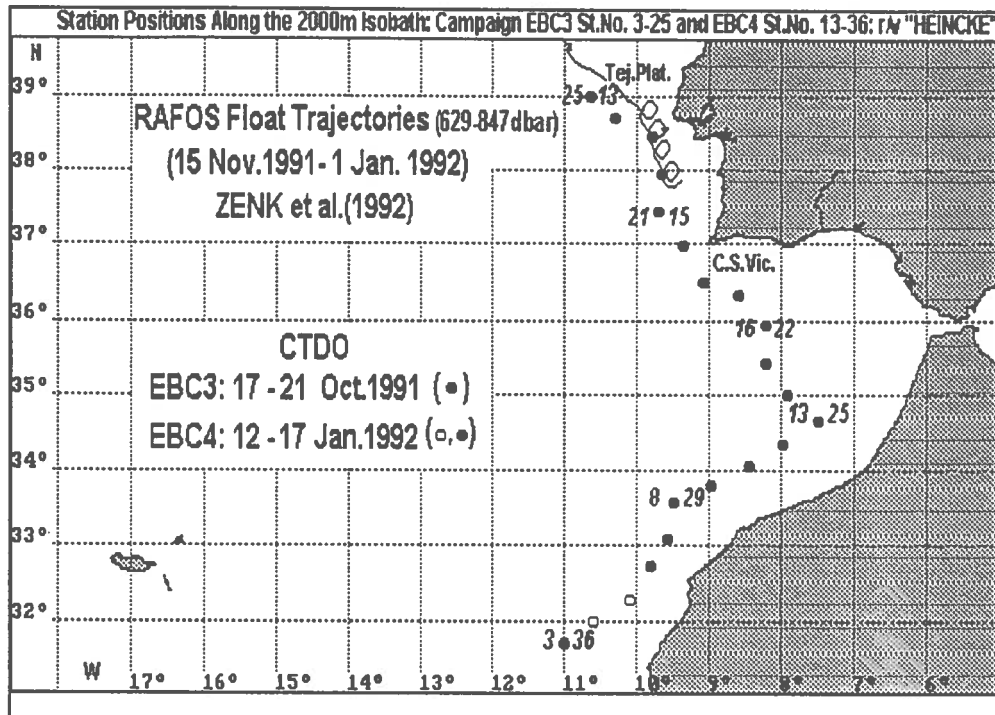 Station Positions Along the 2000m Isobath: Campaign EBC3 St.No. 3-25 and EBC4 St.No. 13-36: r/v "HEINCKE"
N
Tej.Plat.
39°
25 13
RAFOS Float Trajectories (629-847dbar)
(15 Nov.1991- 1 Jan. 1992)
ZENK et al.(1992)
38°
21 15
37°
C.S.Vic.
36°
16 22
CTDO
EBC3: 17 - 21 Oct.1991 (●)
35°
13 25
EBC4: 12 -17 Jan.1992 (□,●)
34°
8 29
33°
32°
3 36
W
17° 16° 15° 14° 13° 12° 11° 10° 9° 8° 7° 6°